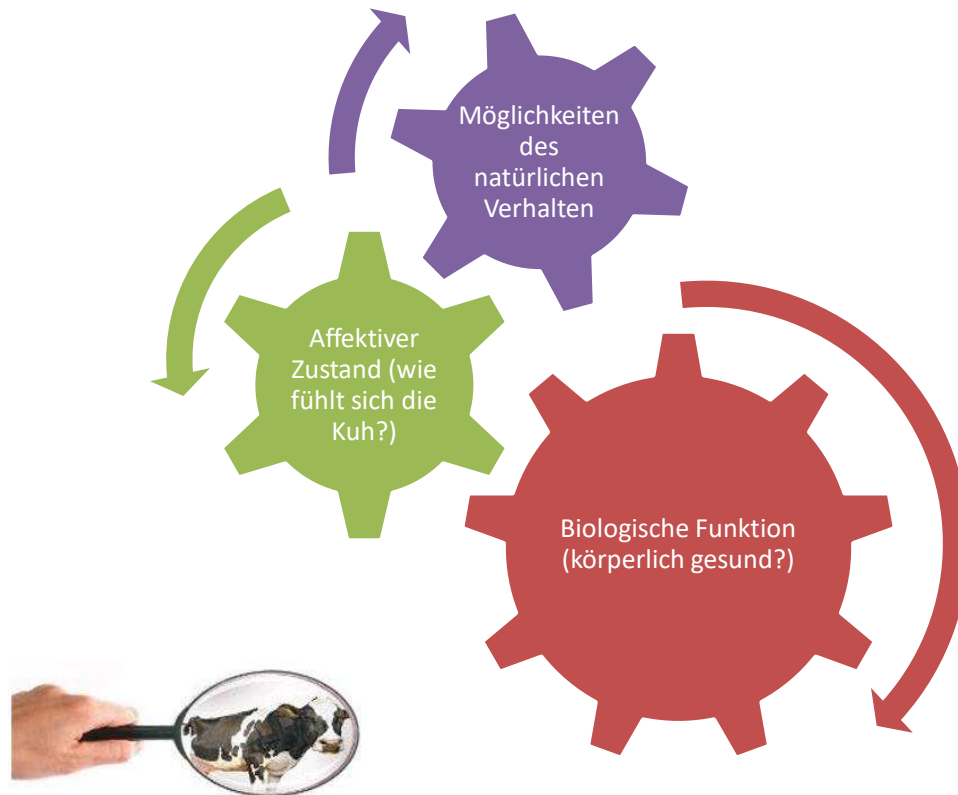 Möglichkeiten
des
natürlichen
Verhalten
Affektiver
Zustand (wie
fühlt sich die
Kuh?)
Biologische Funktion
(körperlich gesund?)